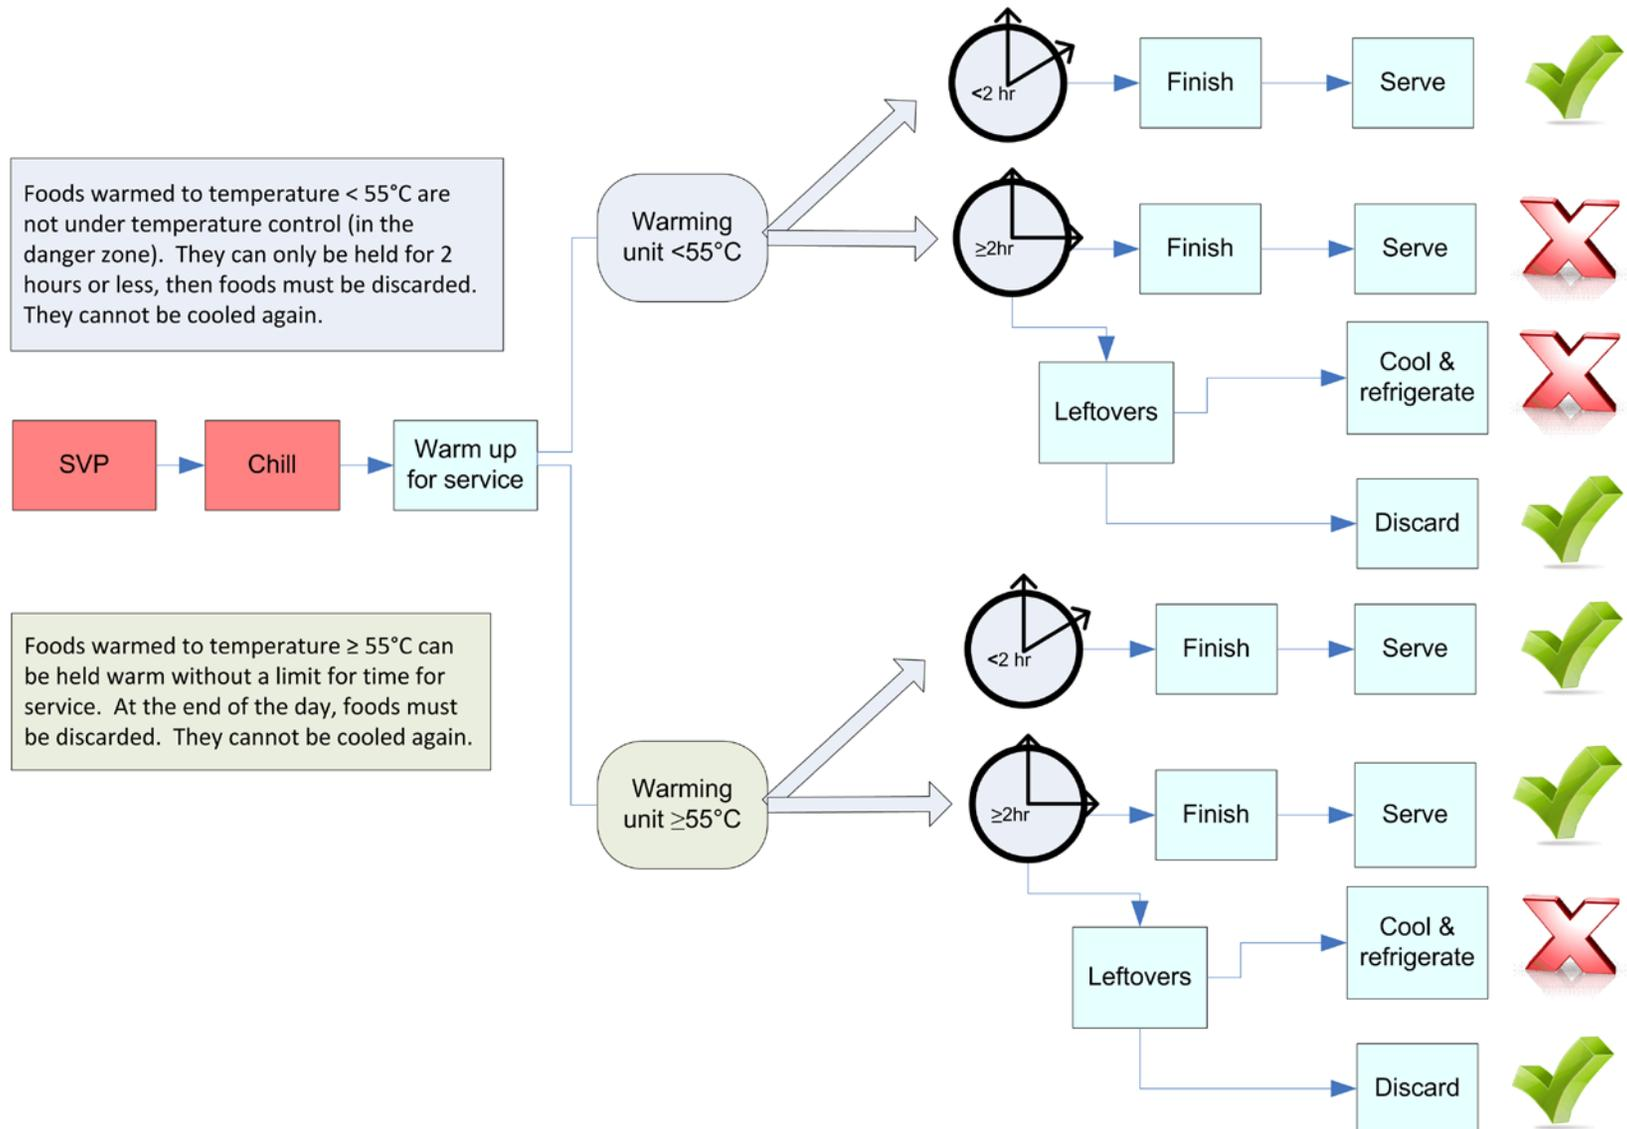 <2 hr
Finish
Serve
Foods warmed to temperature < 55°C are
not under temperature control (in the
danger zone).  They can only be held for 2
hours or less, then foods must be discarded.
They cannot be cooled again.
Warming
unit <55°C
≥2hr
Finish
Serve
Leftovers
Cool &
refrigerate
Discard
SVP
Chill
Warm up
for service
Foods warmed to temperature ≥ 55°C can
be held warm without a limit for time for
service.  At the end of the day, foods must
be discarded.  They cannot be cooled again.
Warming
unit ≥55°C
<2 hr
Finish
Serve
≥2hr
Finish
Serve
Leftovers
Cool &
refrigerate
Discard